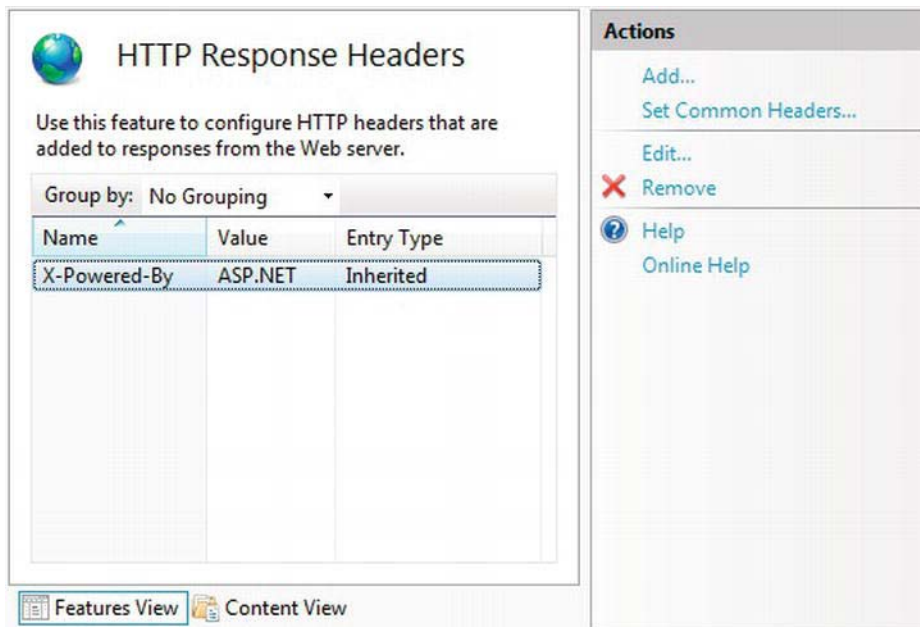 HTTP Response Headers
Use this feature to configure HTTP headers that are
added to responses from the Web server.
Group by: No Grouping
Name Value Entry Type
X-Powered-By ASP.NET Inherited
Features View Content View
Actions
Add...
Set Common Headers...
Edit...
Remove
Help
Online Help